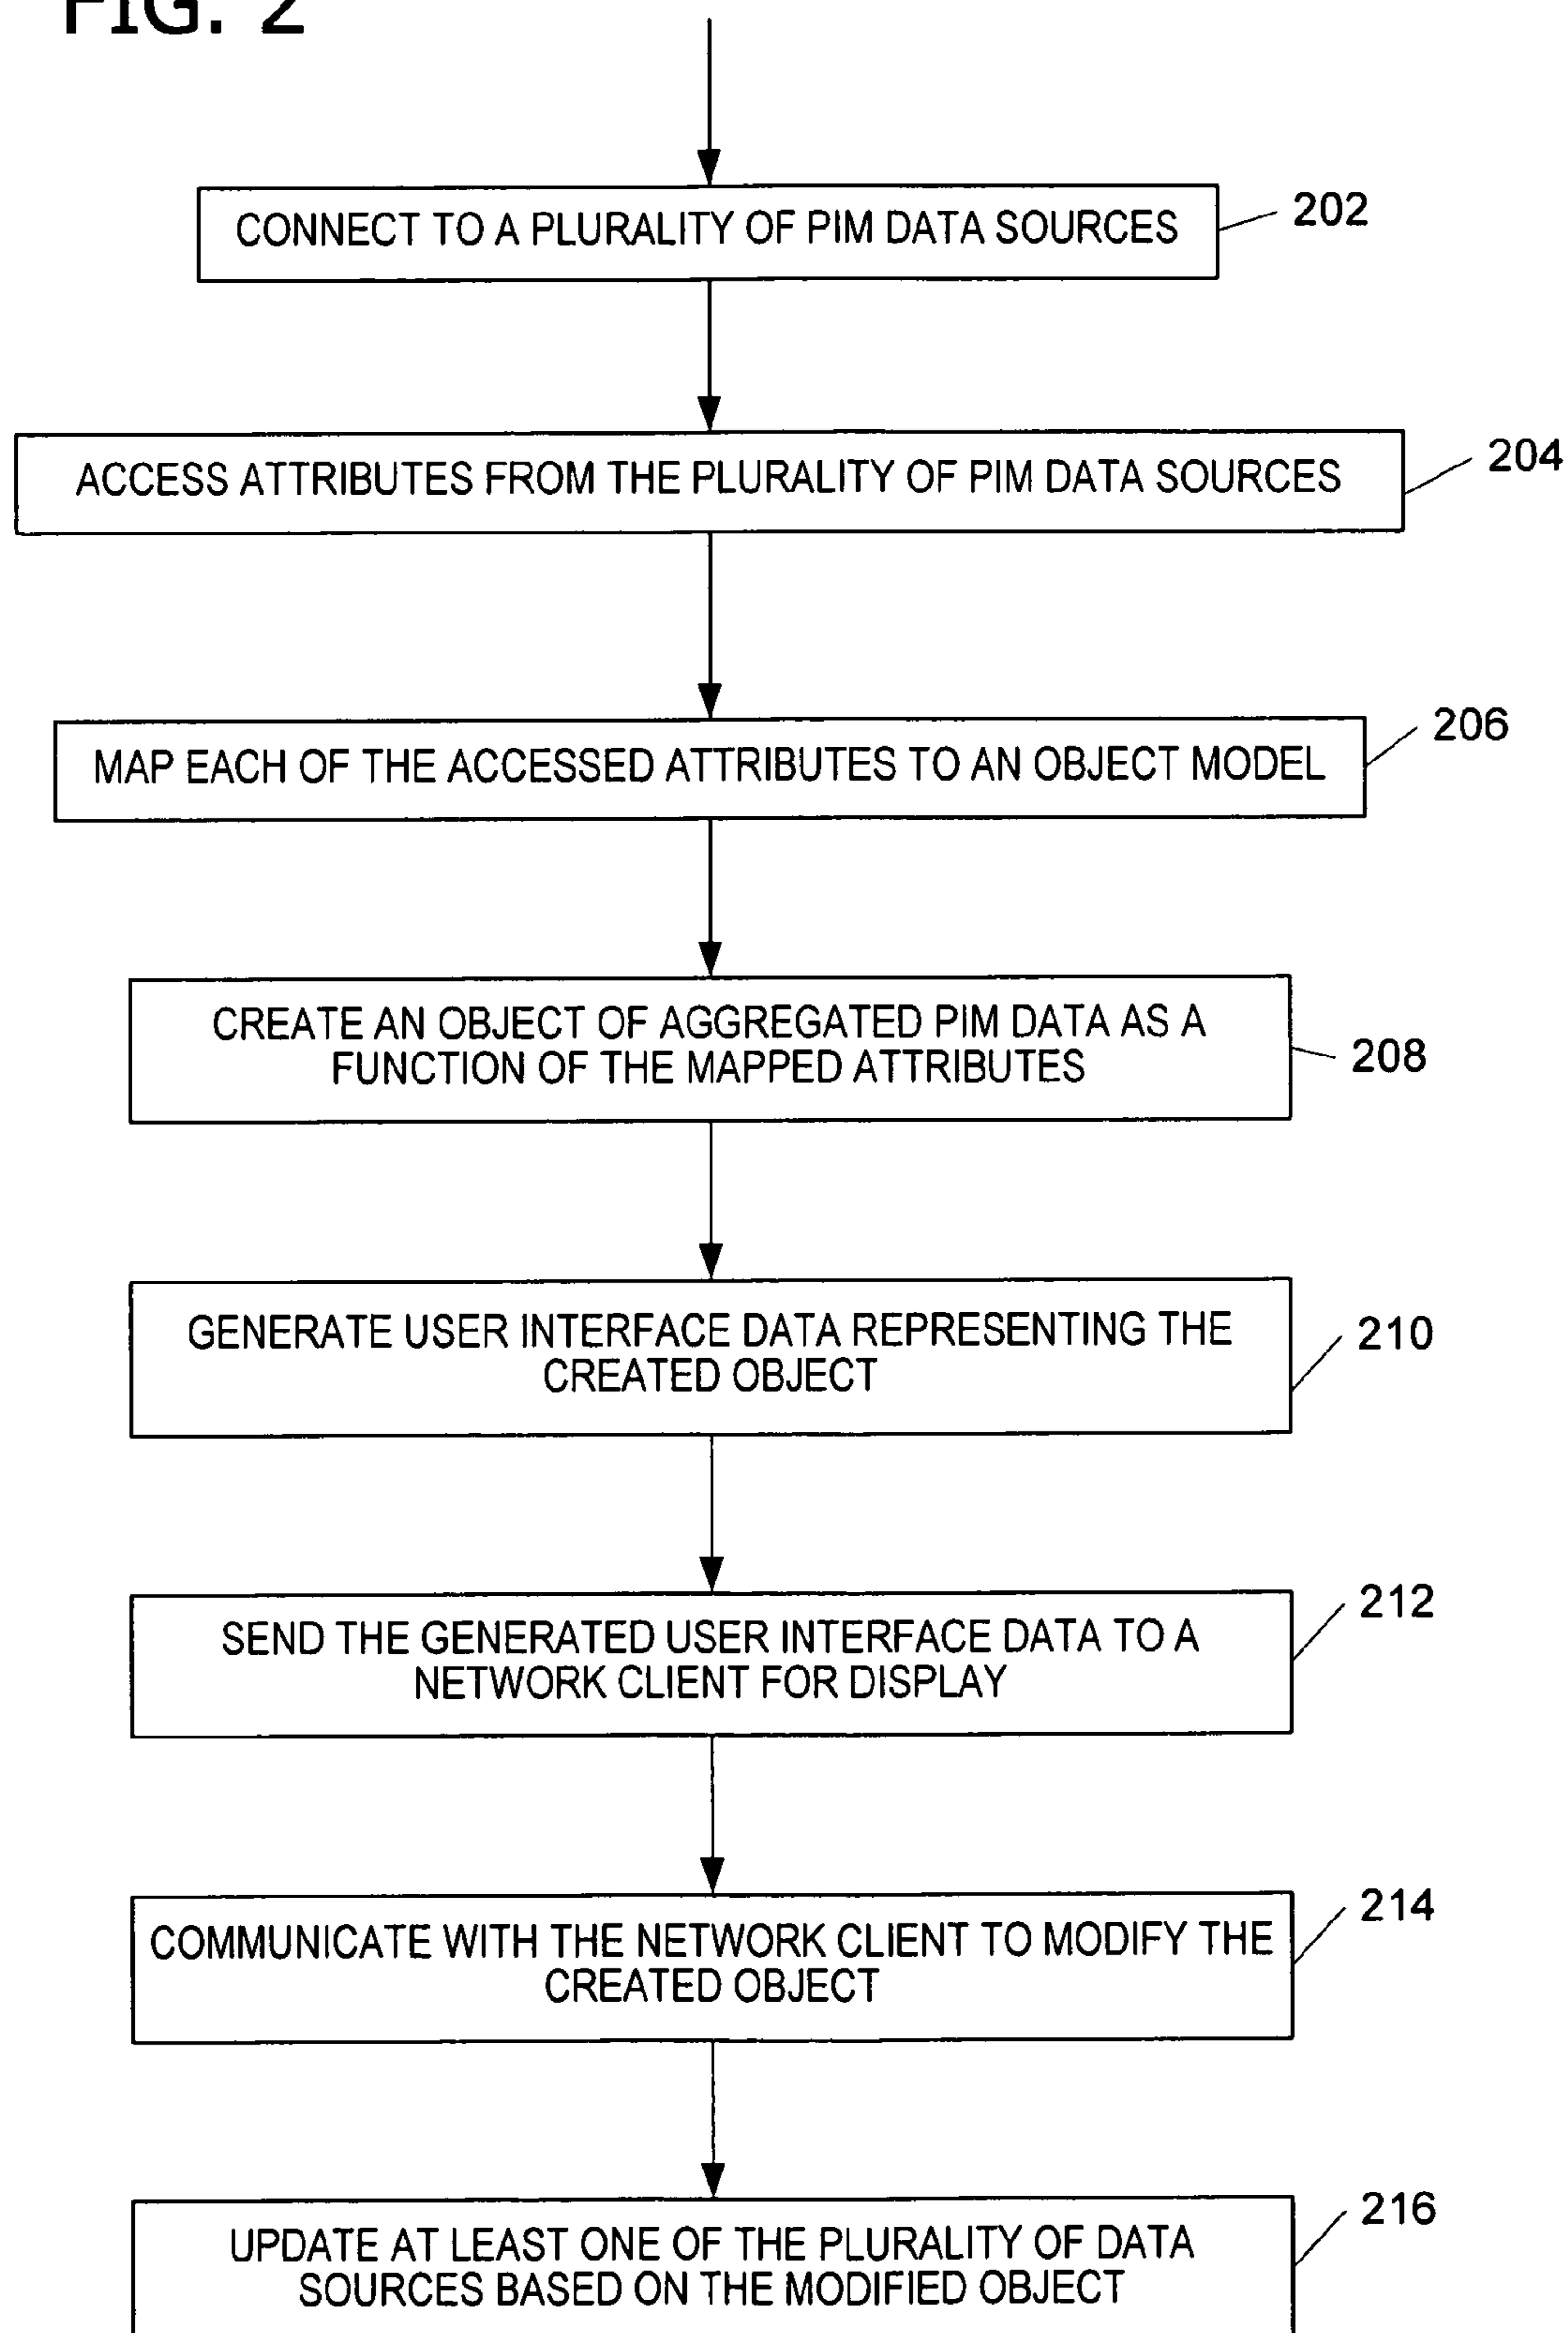 FIG. 2
CONNECT TO A PLURALITY OF PIM DATA SOURCES
202
ACCESS ATTRIBUTES FROM THE PLURALITY OF PIM DATA SOURCES
204
MAP EACH OF THE ACCESSED ATTRIBUTES TO AN OBJECT MODEL
206
CREATE AN OBJECT OF AGGREGATED PIM DATA AS A
FUNCTION OF THE MAPPED ATTRIBUTES
208
GENERATE USER INTERFACE DATA REPRESENTING THE
CREATED OBJECT
210
SEND THE GENERATED USER INTERFACE DATA TO A
NETWORK CLIENT FOR DISPLAY
212
COMMUNICATE WITH THE NETWORK CLIENT TO MODIFY THE
CREATED OBJECT
214
UPDATE AT LEAST ONE OF THE PLURALITY OF DATA
SOURCES BASED ON THE MODIFIED OBJECT
216